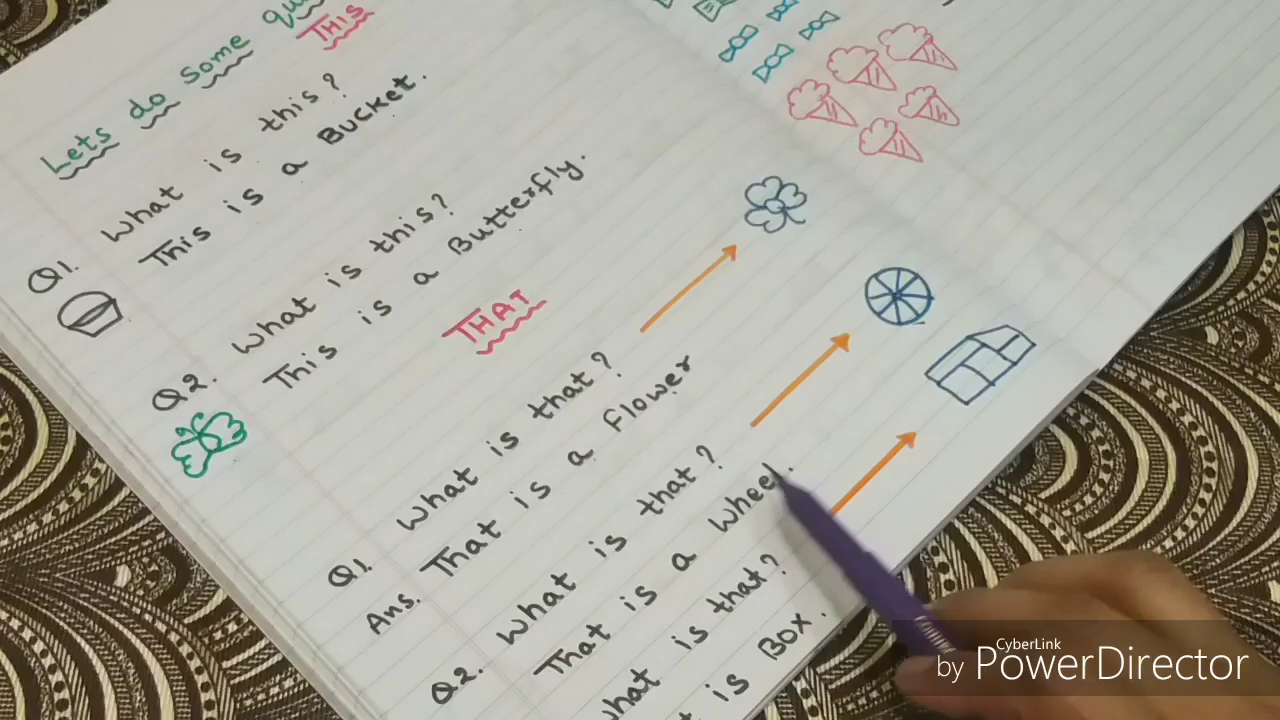 Lets do Some
THIS
Q1. What is this?
This is a Bucket.
Q2. What is this?
This is a Butterfly.
THAT
Q1. What is that?
Ans. That is a flower
Q2. What is that?
That is a wheel.
what is that?
is Box.
CyberLink
by PowerDirector